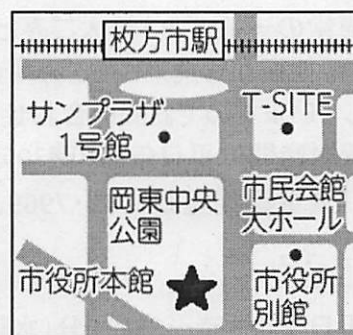 枚方市駅
サンプラザ
1号館
T-SITE
岡東中央
公園
市民会館
大ホール
市役所本館
市役所
別館